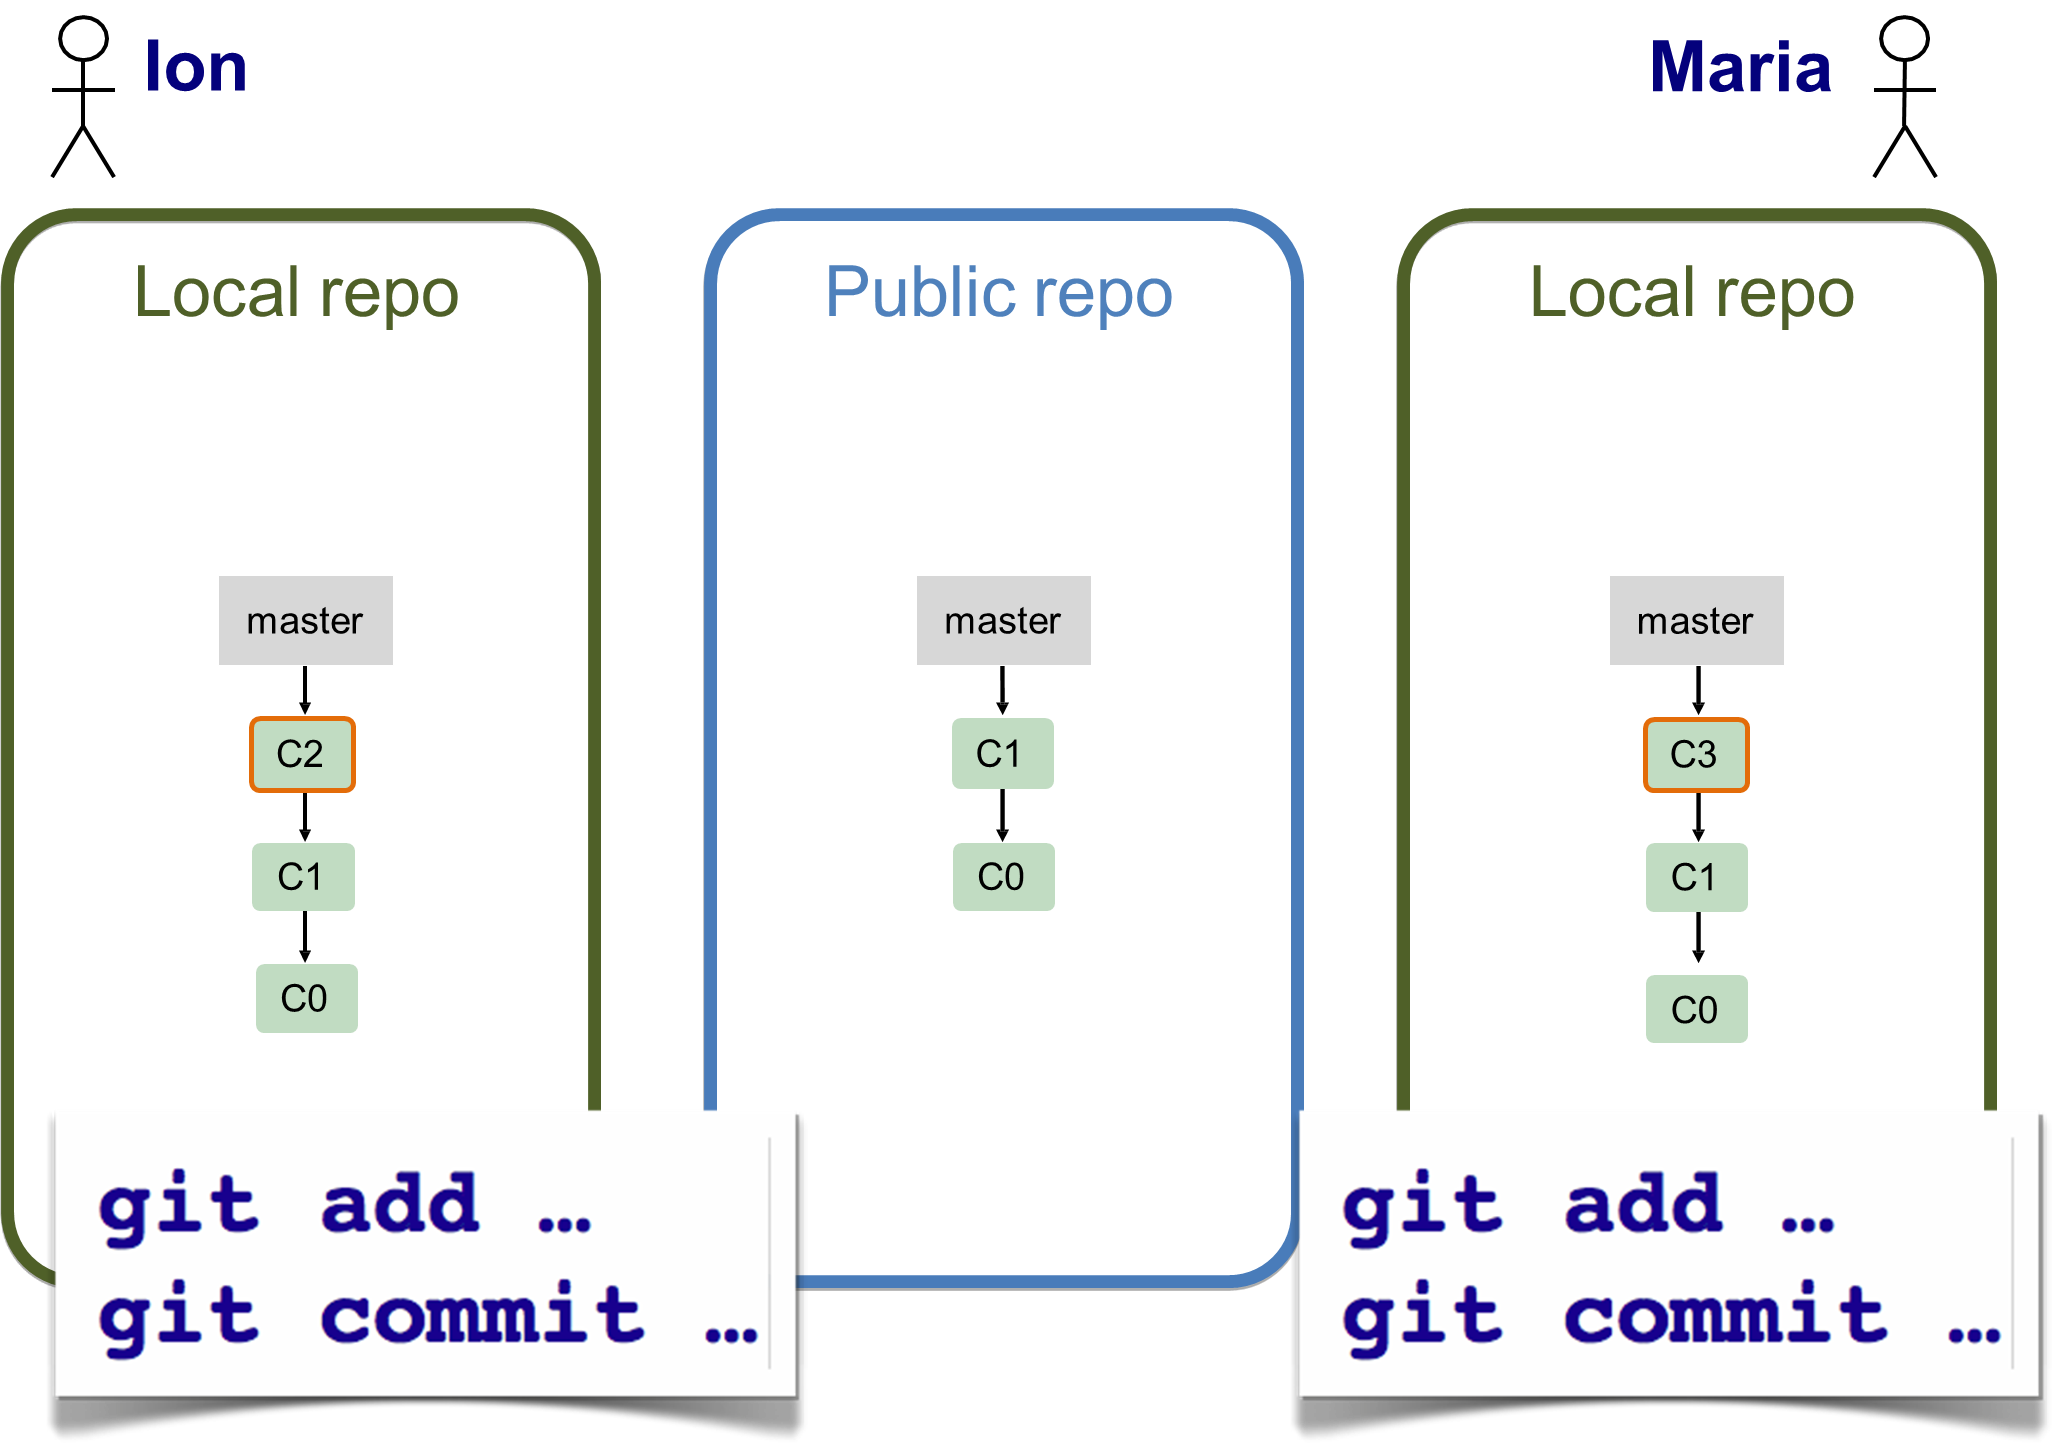 Ion
Maria
Local repo
Public repo
Local repo
master
master
master
C2
C1
C3
C1
C0
C1
C0
C0
git add …
git commit …
git add …
git commit …